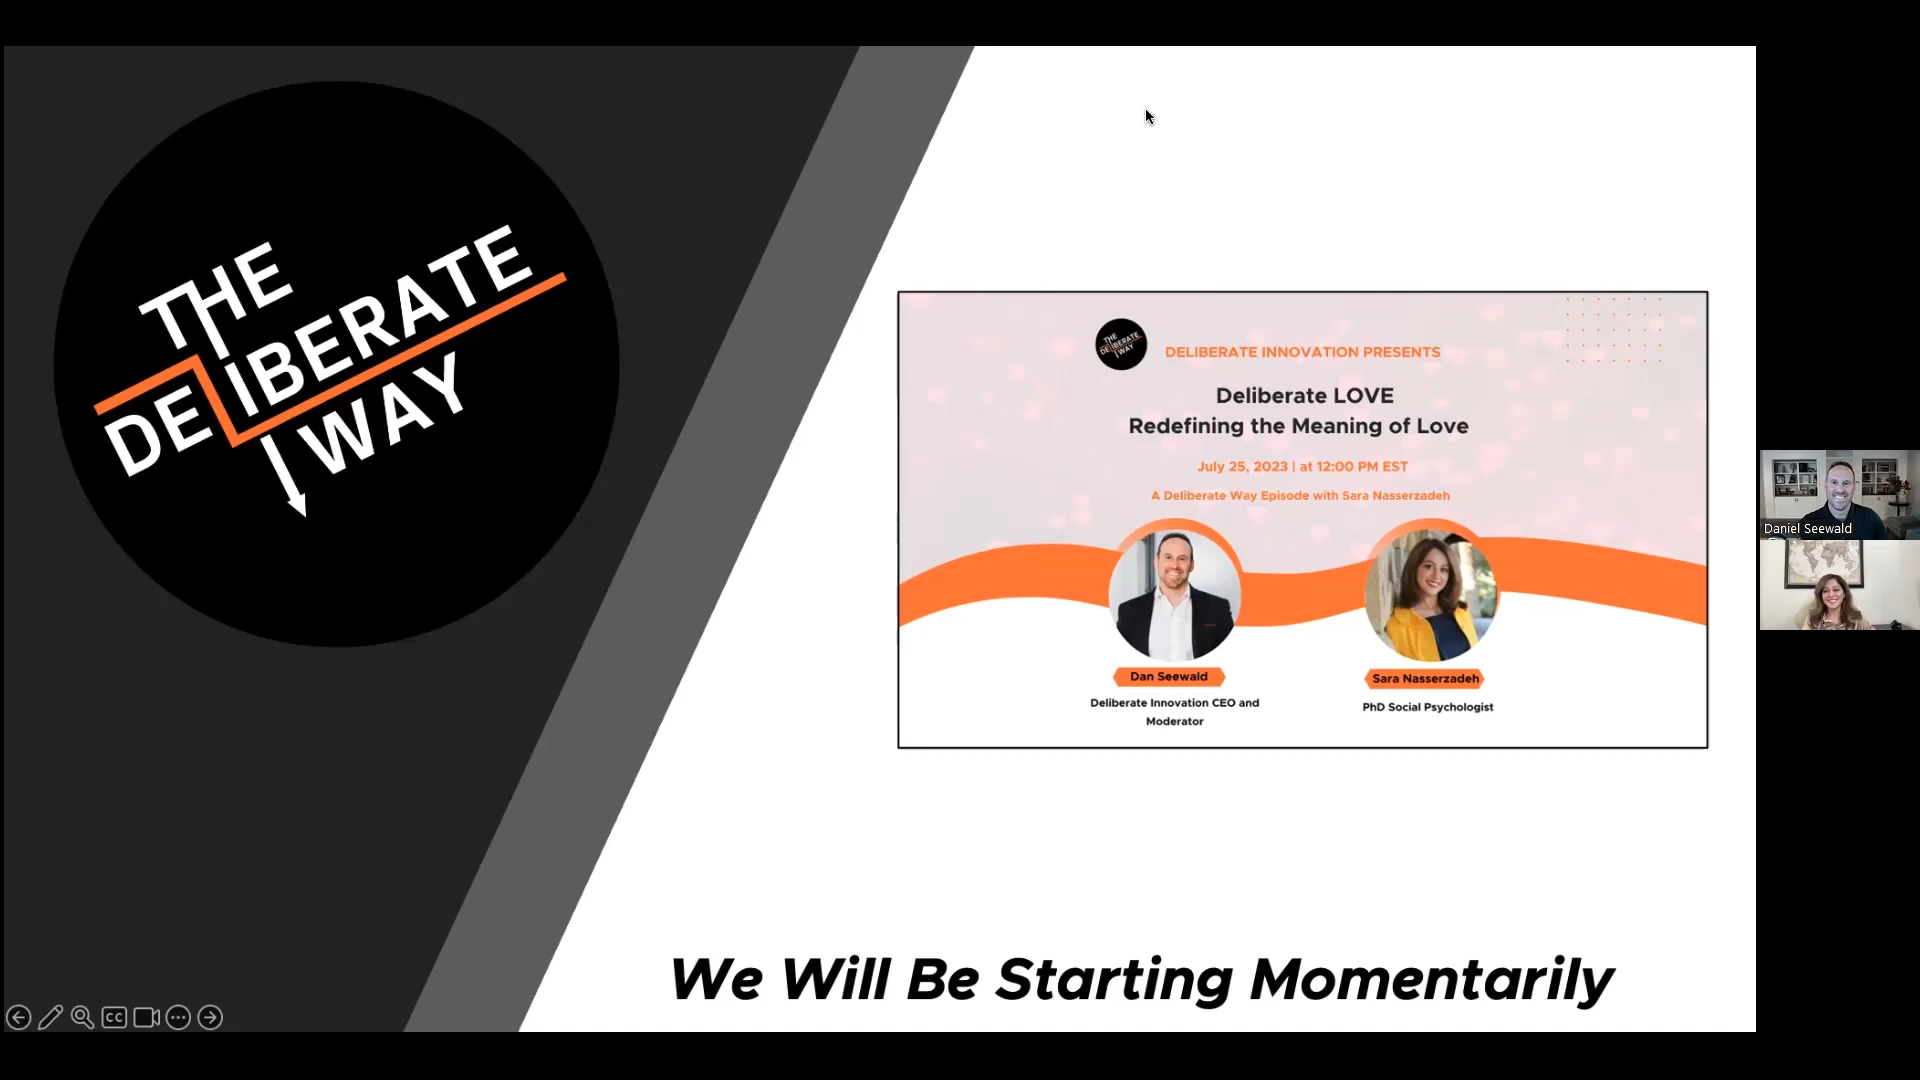 THE
DELIBERATE
WAY
THE
DELIBERATE
WAY
DELIBERATE INNOVATION PRESENTS
Deliberate LOVE
Redefining the Meaning of Love
July 25, 2023 | at 12:00 PM EST
A Deliberate Way Episode with Sara Nasserzadeh
Dan Seewald
Deliberate Innovation CEO and
Moderator
Sara Nasserzadeh
PhD Social Psychologist
We Will Be Starting Momentarily
CC
Daniel Seewald